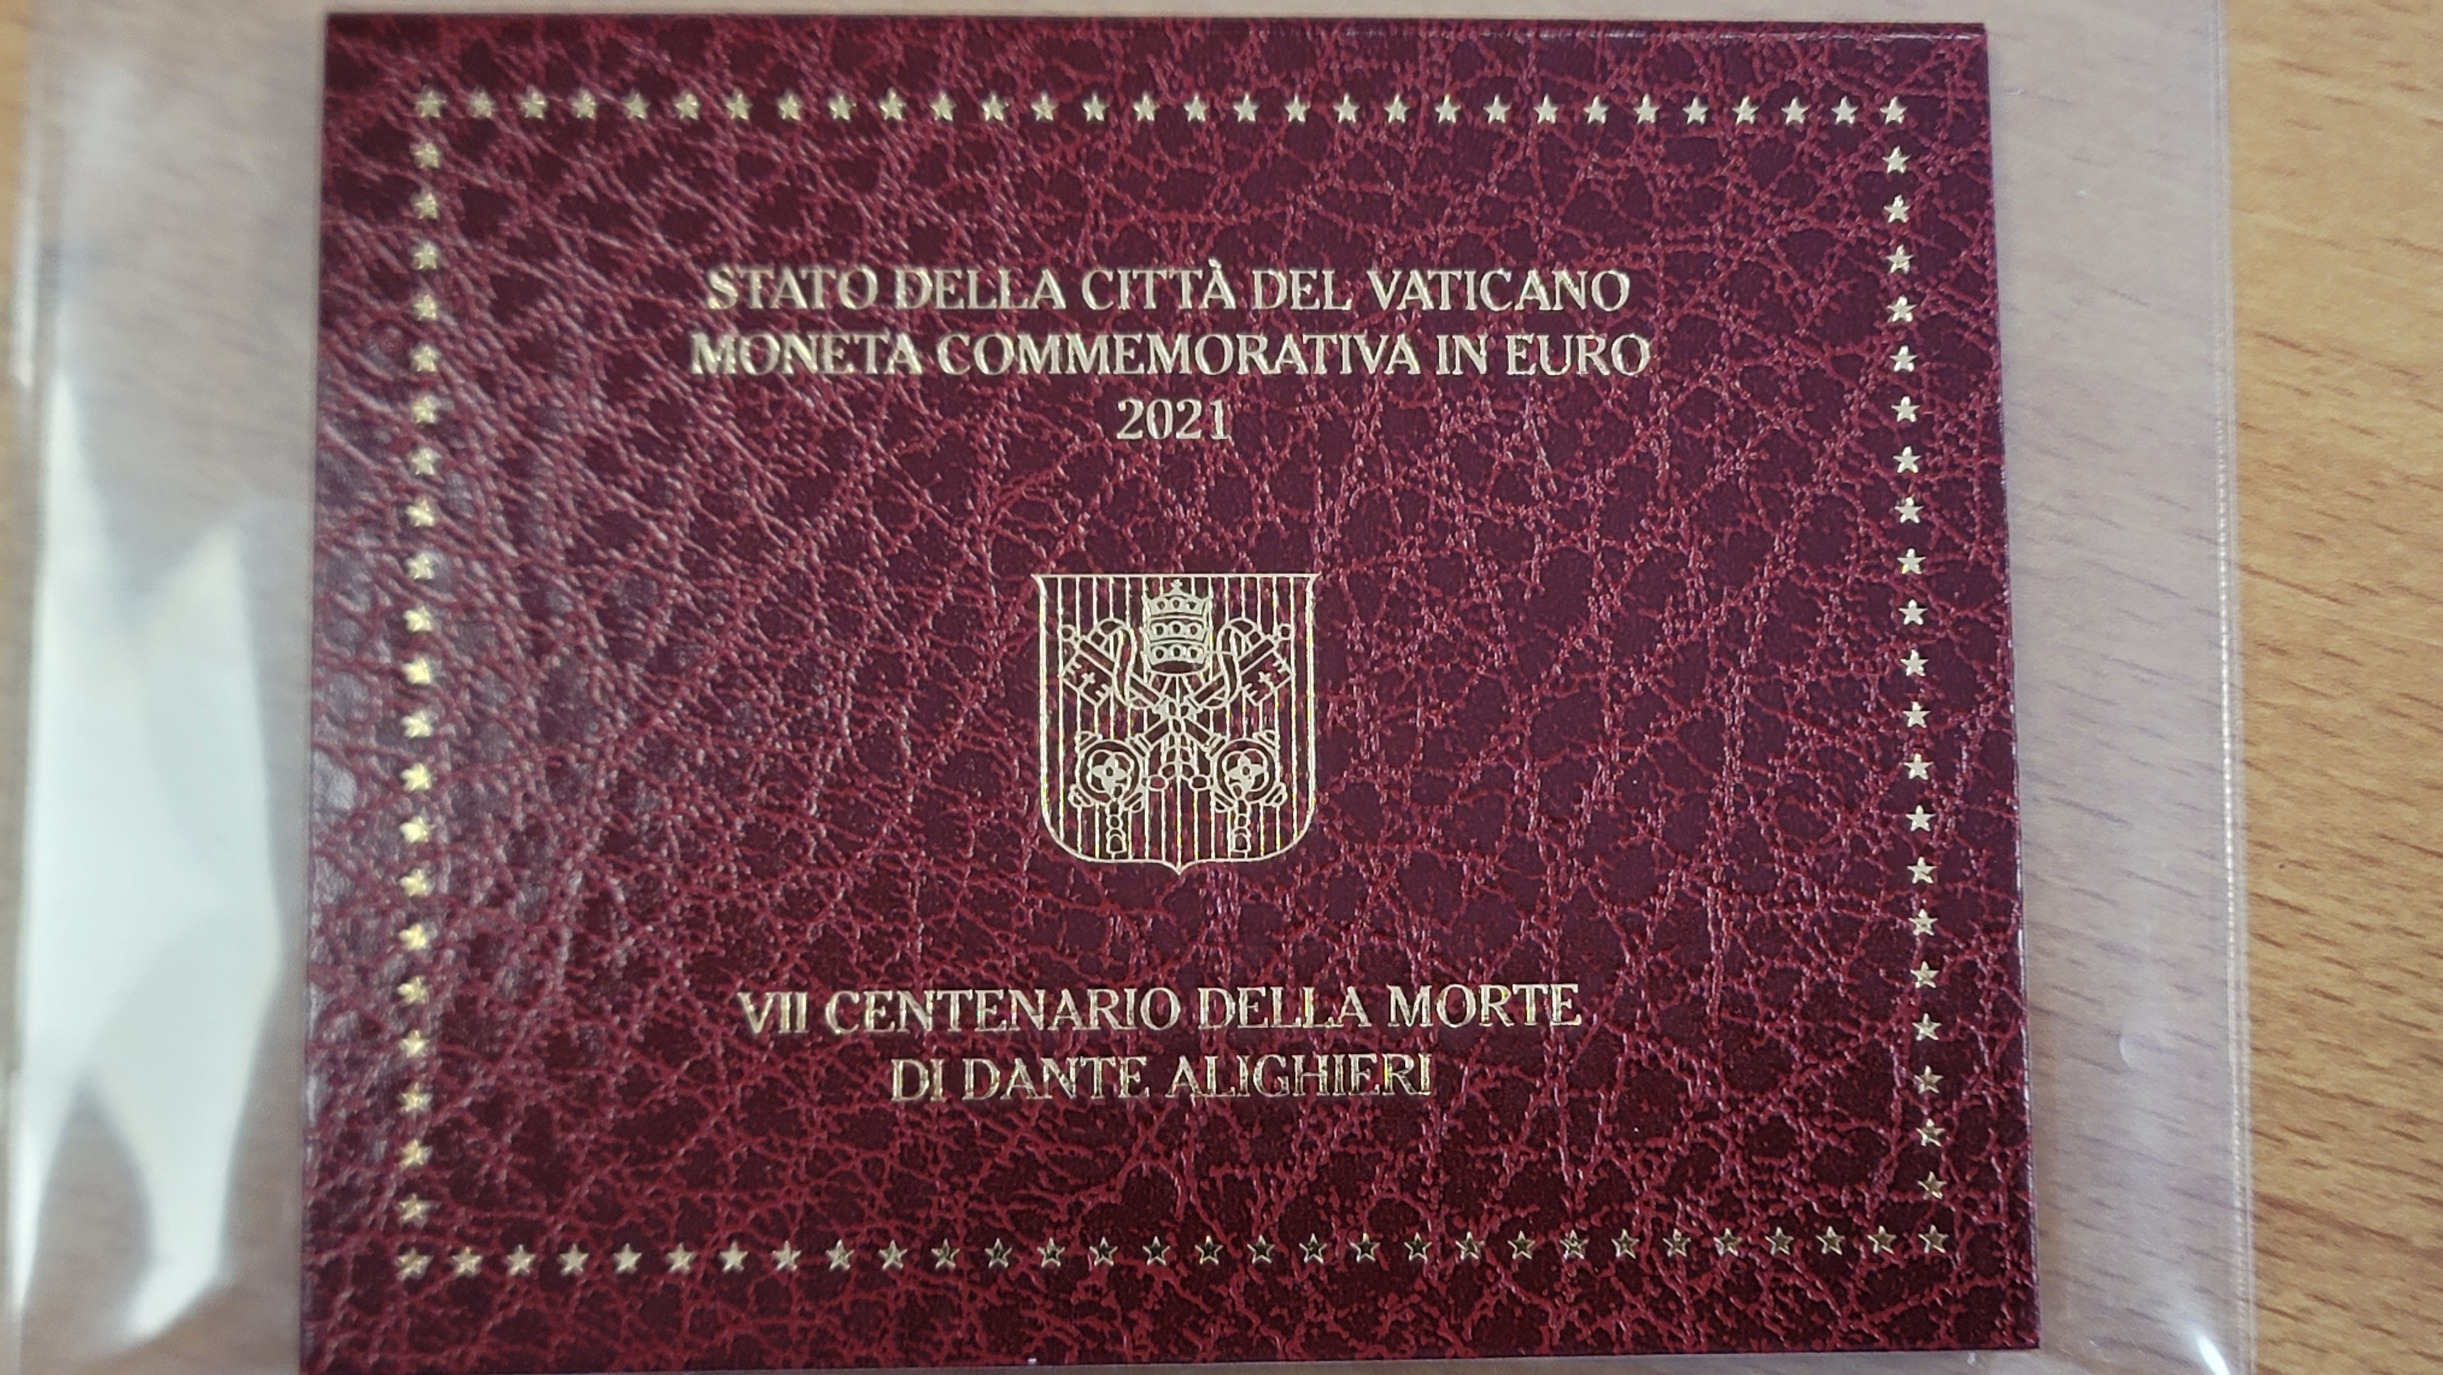 STATO DELLA CITTÀ DEL VATICANO
MONETA COMMEMORATIVA IN EURO
2021
VII CENTENARIO DELLA MORTE
DI DANTE ALIGHIERI